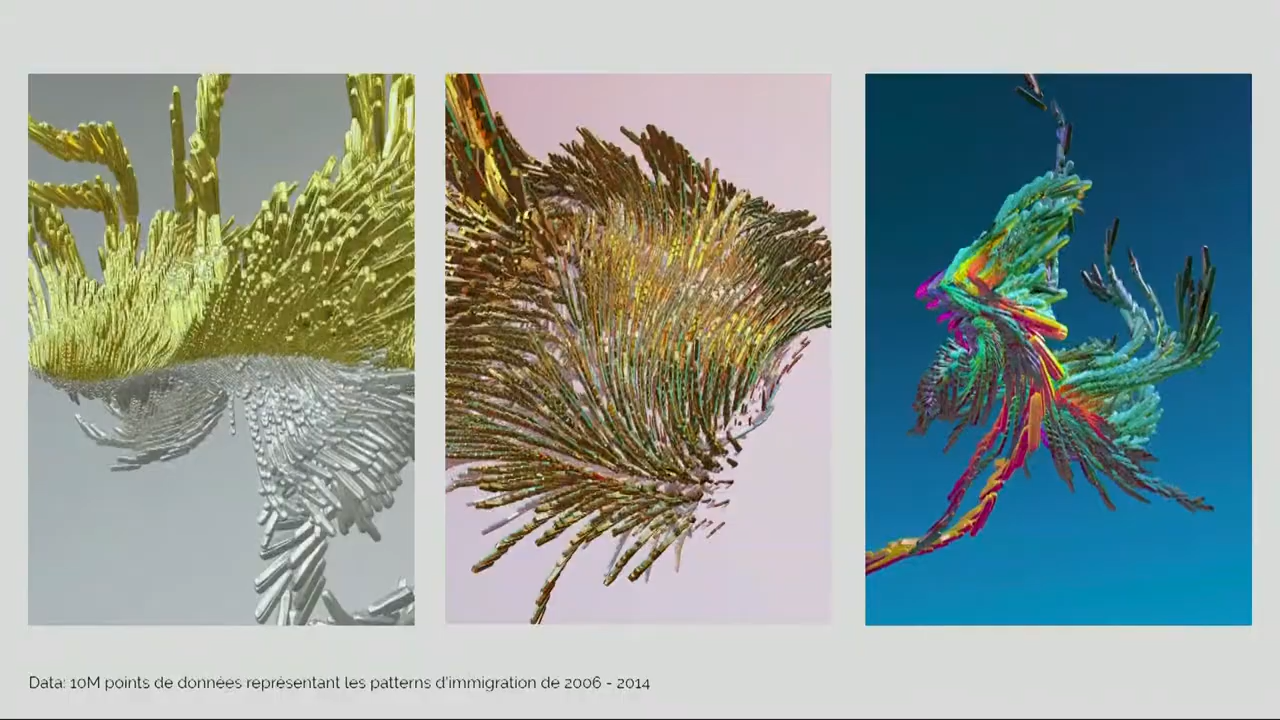 Data: 10M points de données représentant les patterns d'immigration de 2006 - 2014